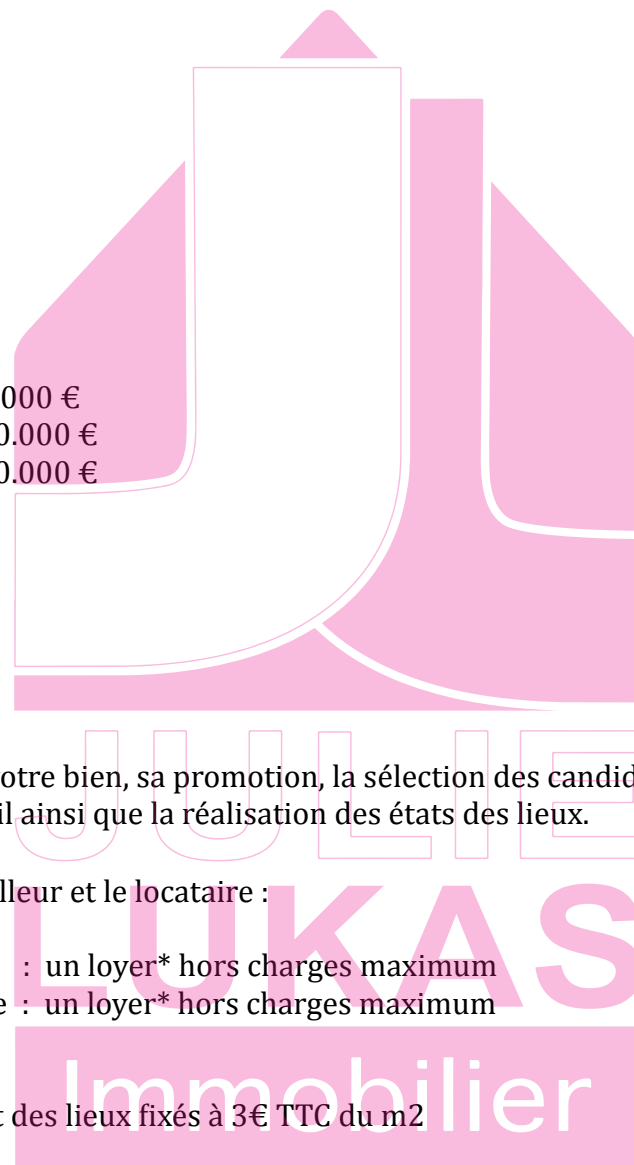 000 €
0.000 €
0.000 €
JULIE
otre bien, sa promotion, la sélection des candid
il ainsi que la réalisation des états des lieux.
lleur et le locataire :
LUKAS
: un loyer* hors charges maximum
e : un loyer* hors charges maximum
Immobilier
t des lieux fixés à 3€ TTC du m2